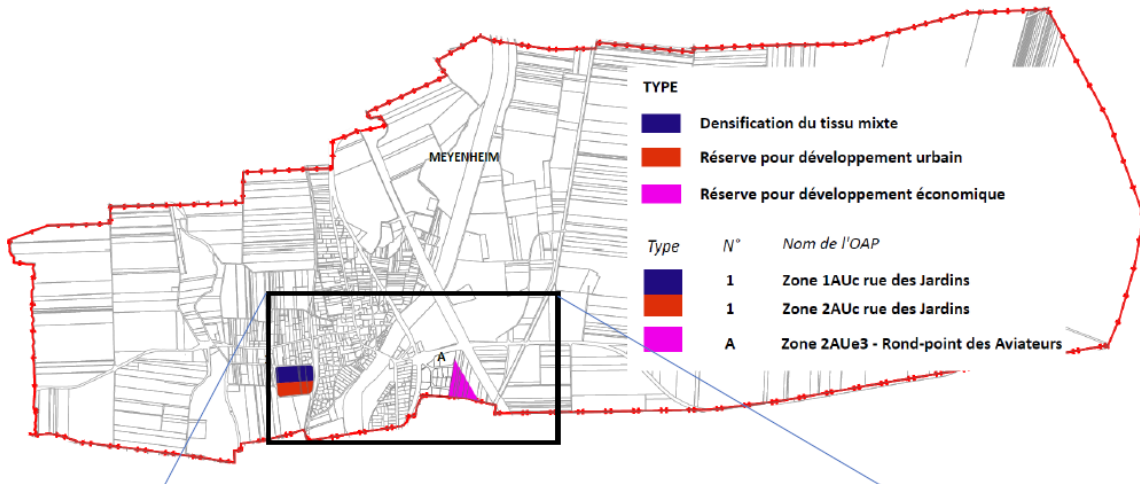 MEYENHEIM
A
TYPE
Densification du tissu mixte
Réserve pour développement urbain
Réserve pour développement économique
Type N° Nom de l'OAP
1 Zone 1AUc rue des Jardins
1 Zone 2AUc rue des Jardins
A Zone 2AUe3 - Rond-point des Aviateurs